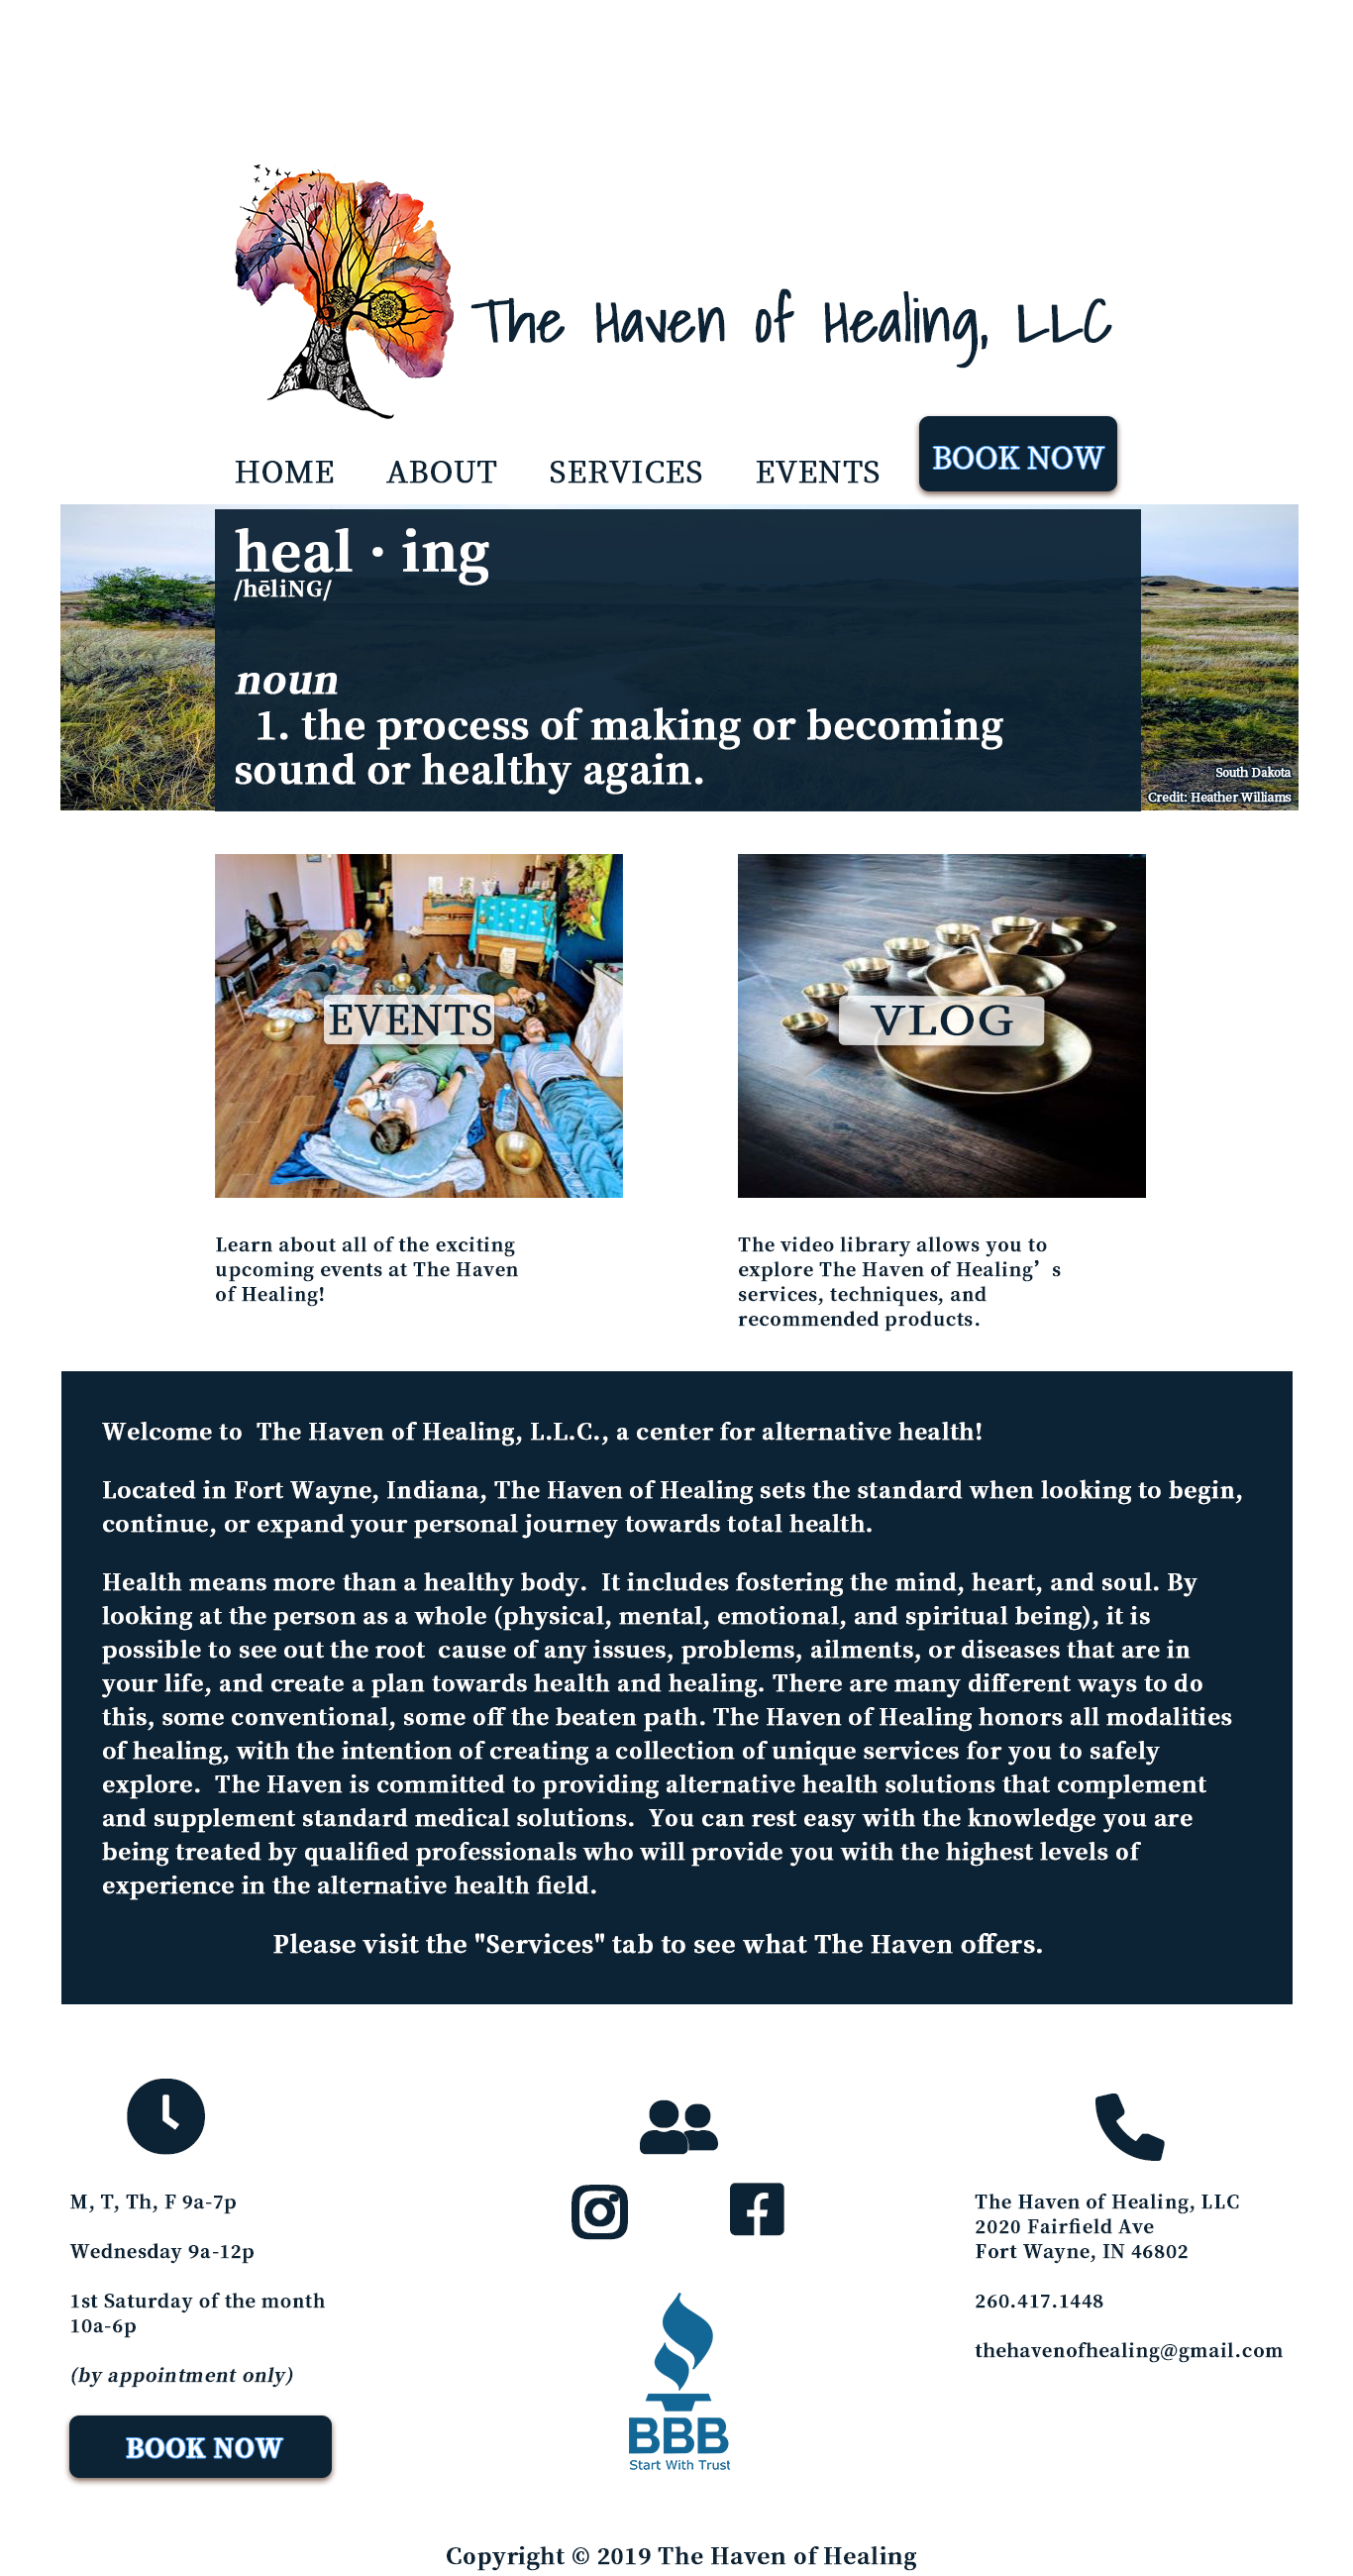 The Haven of Healing, LLC
HOME ABOUT SERVICES EVENTS BOOK NOW
heal · ing
/hēliNG/
noun
1. the process of making or becoming
sound or healthy again.
South Dakota
Credit: Heather Williams
EVENTS
VLOG
Learn about all of the exciting
upcoming events at The Haven
of Healing!
The video library allows you to
explore The Haven of Healing’s
services, techniques, and
recommended products.
Welcome to  The Haven of Healing, L.L.C., a center for alternative health!
Located in Fort Wayne, Indiana, The Haven of Healing sets the standard when looking to begin,
continue, or expand your personal journey towards total health.
Health means more than a healthy body.  It includes fostering the mind, heart, and soul. By
looking at the person as a whole (physical, mental, emotional, and spiritual being), it is
possible to see out the root  cause of any issues, problems, ailments, or diseases that are in
your life, and create a plan towards health and healing. There are many different ways to do
this, some conventional, some off the beaten path. The Haven of Healing honors all modalities
of healing, with the intention of creating a collection of unique services for you to safely
explore.  The Haven is committed to providing alternative health solutions that complement
and supplement standard medical solutions.  You can rest easy with the knowledge you are
being treated by qualified professionals who will provide you with the highest levels of
experience in the alternative health field.
Please visit the "Services" tab to see what The Haven offers.
M, T, Th, F 9a-7p
Wednesday 9a-12p
1st Saturday of the month
10a-6p
(by appointment only)
BOOK NOW
BBB
Start With Trust
The Haven of Healing, LLC
2020 Fairfield Ave
Fort Wayne, IN 46802
260.417.1448
thehavenofhealing@gmail.com
Copyright © 2019 The Haven of Healing